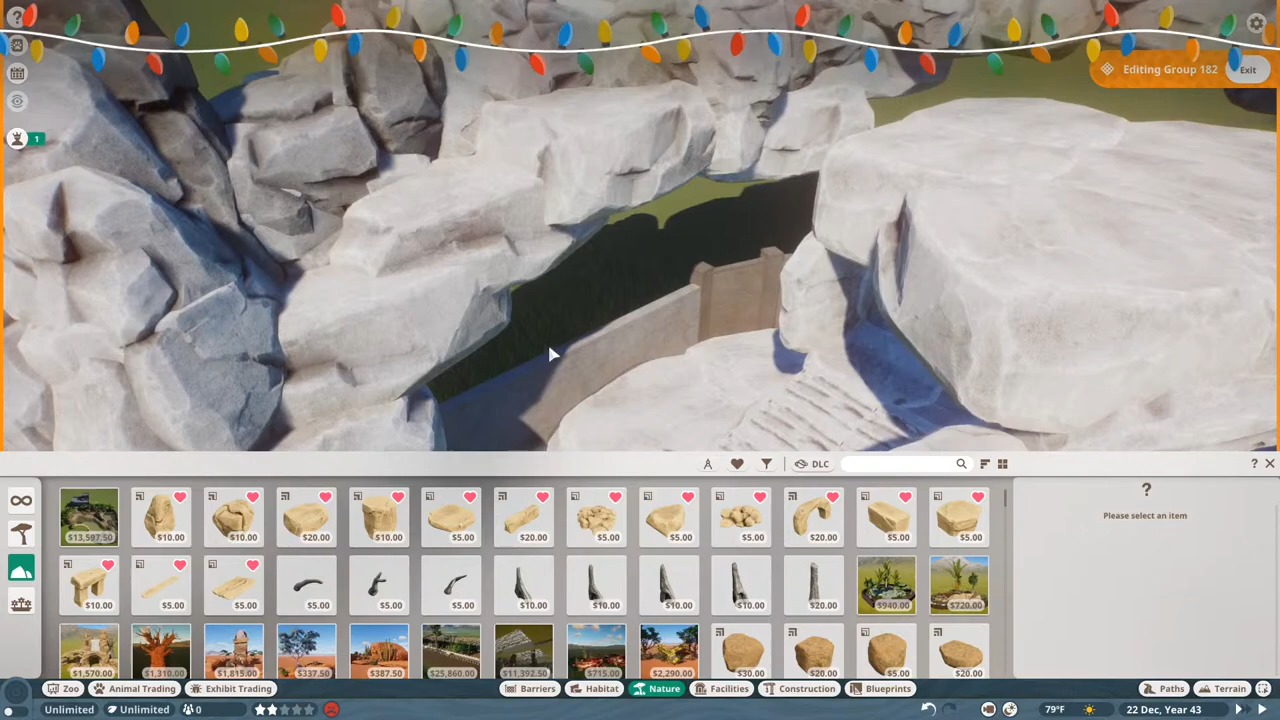 Editing Group 182
Exit
1
DLC
Please select an item
$13,597.50 $10.00 $10.00 $20.00 $10.00 $5.00 $20.00 $5.00 $5.00 $5.00 $20.00 $5.00 $5.00
$10.00 $5.00 $5.00 $5.00 $5.00 $5.00 $10.00 $10.00 $10.00 $10.00 $20.00 $940.00 $720.00
$1,570.00 $1,310.00 $1,815.00 $337.50 $387.50 $25,860.00 $11,392.50 $715.00 $2,290.00 $30.00 $15.00 $5.00 $20.00
Zoo Animal Trading Exhibit Trading Barriers Habitat Nature Facilities Construction Blueprints Paths Terrain
Unlimited Unlimited 0 79°F 22 Dec, Year 43